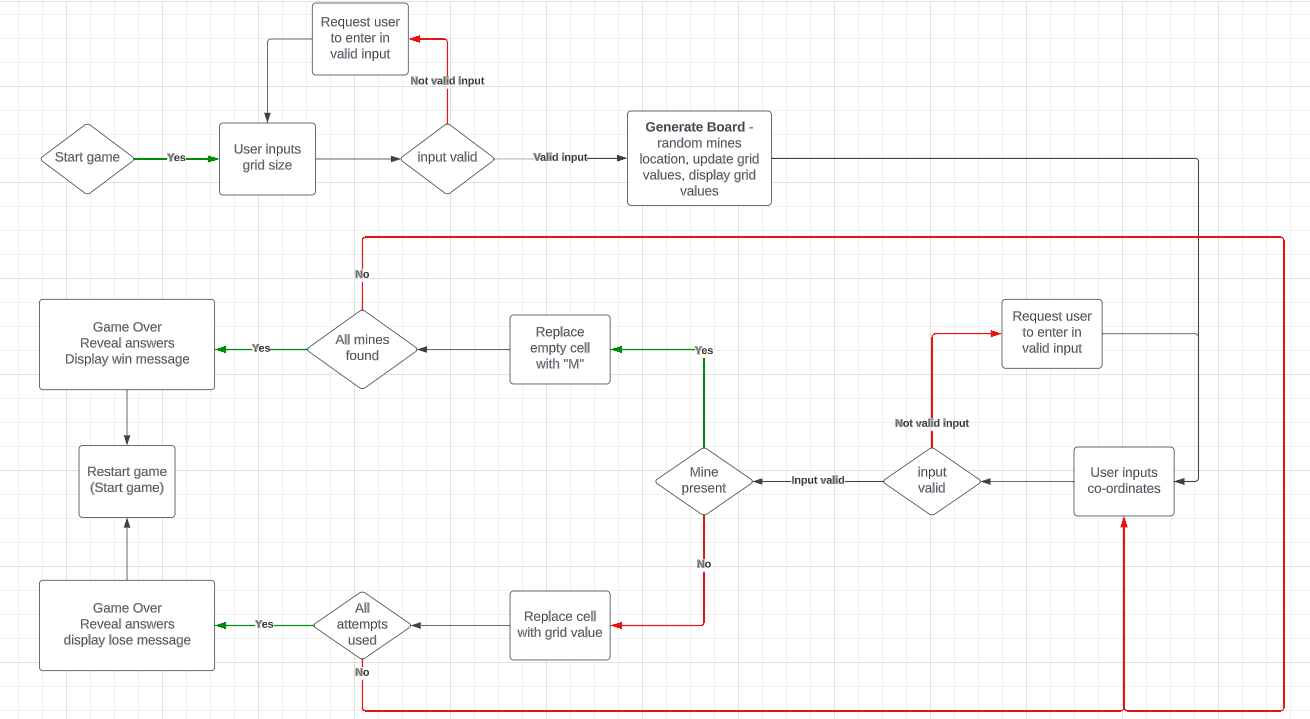 Request user
to enter in
valid input
Not valid input
Start game
Yes
User inputs
grid size
input valid
Valid input
Generate Board -
random mines
location, update grid
values, display grid
values
No
Game Over
Reveal answers
Display win message
Yes
All mines
found
Replace
empty cell
with "M"
Yes
Request user
to enter in
valid input
Not valid input
Restart game
(Start game)
Mine
present
Input valid
input
valid
User inputs
co-ordinates
No
Game Over
Reveal answers
display lose message
Yes
All
attempts
used
Replace cell
with grid value
No